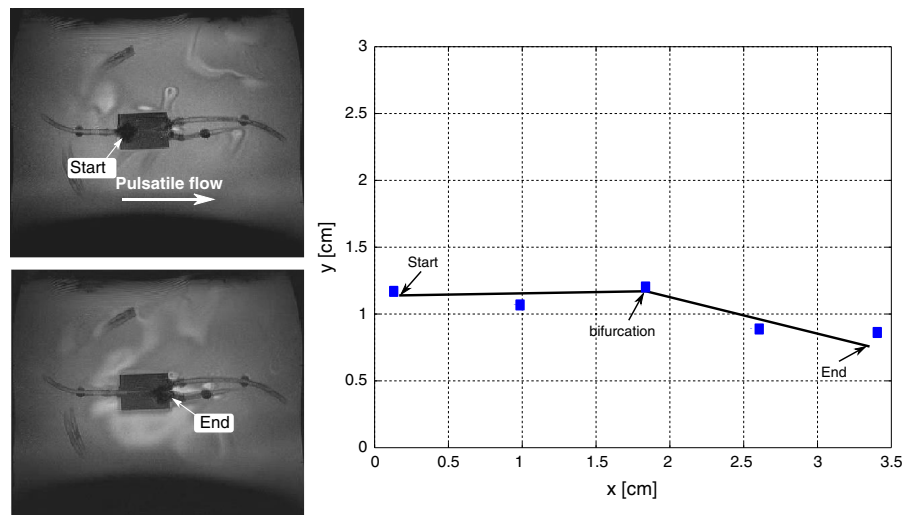 Start
Pulsatile flow
End
3
2.5
2
1.5
1
0.5
0
y [cm]
Start
bifurcation
End
0
0.5
1
1.5
2
2.5
3
3.5
x [cm]